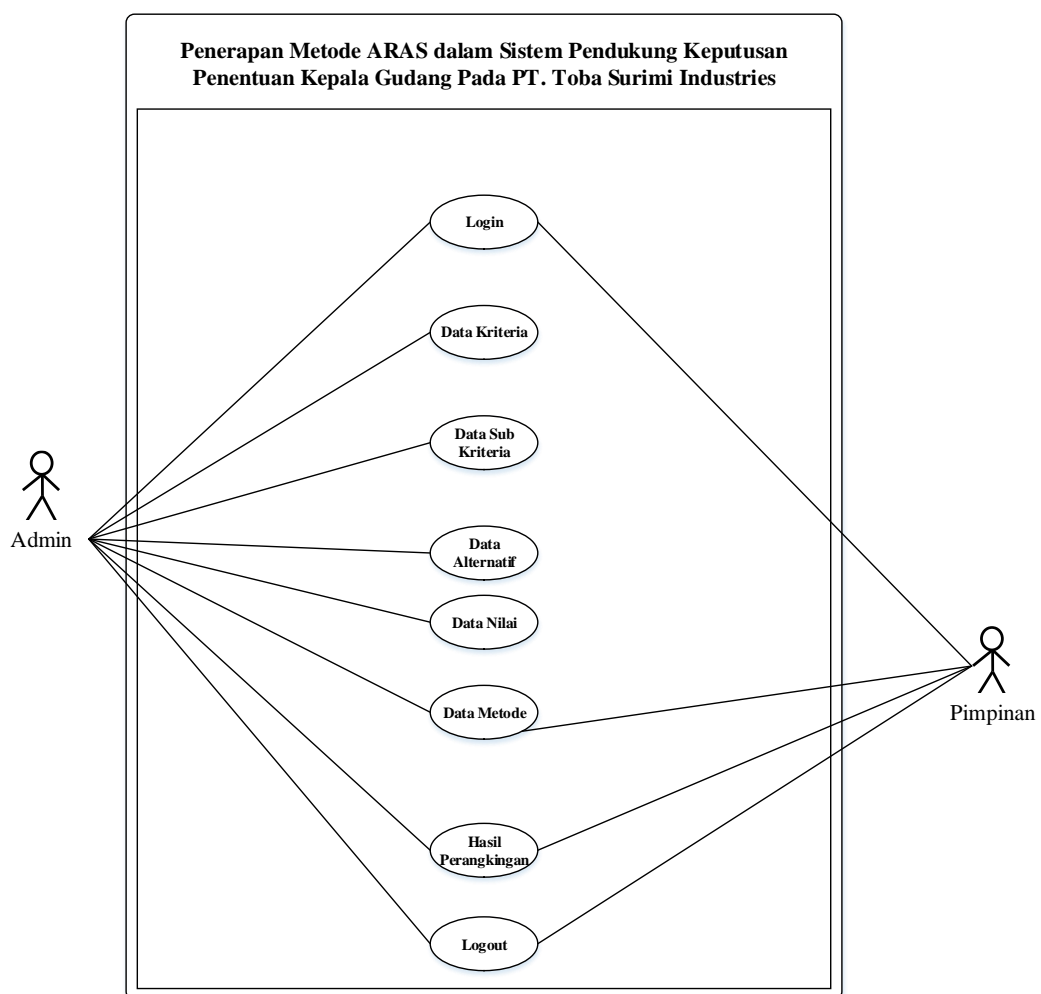 Penerapan Metode ARAS dalam Sistem Pendukung Keputusan
Penentuan Kepala Gudang Pada PT. Toba Surimi Industries
Login
Data Kriteria
Data Sub
Kriteria
Admin
Data
Alternatif
Data Nilai
Data Metode
Pimpinan
Hasil
Perangkingan
Logout